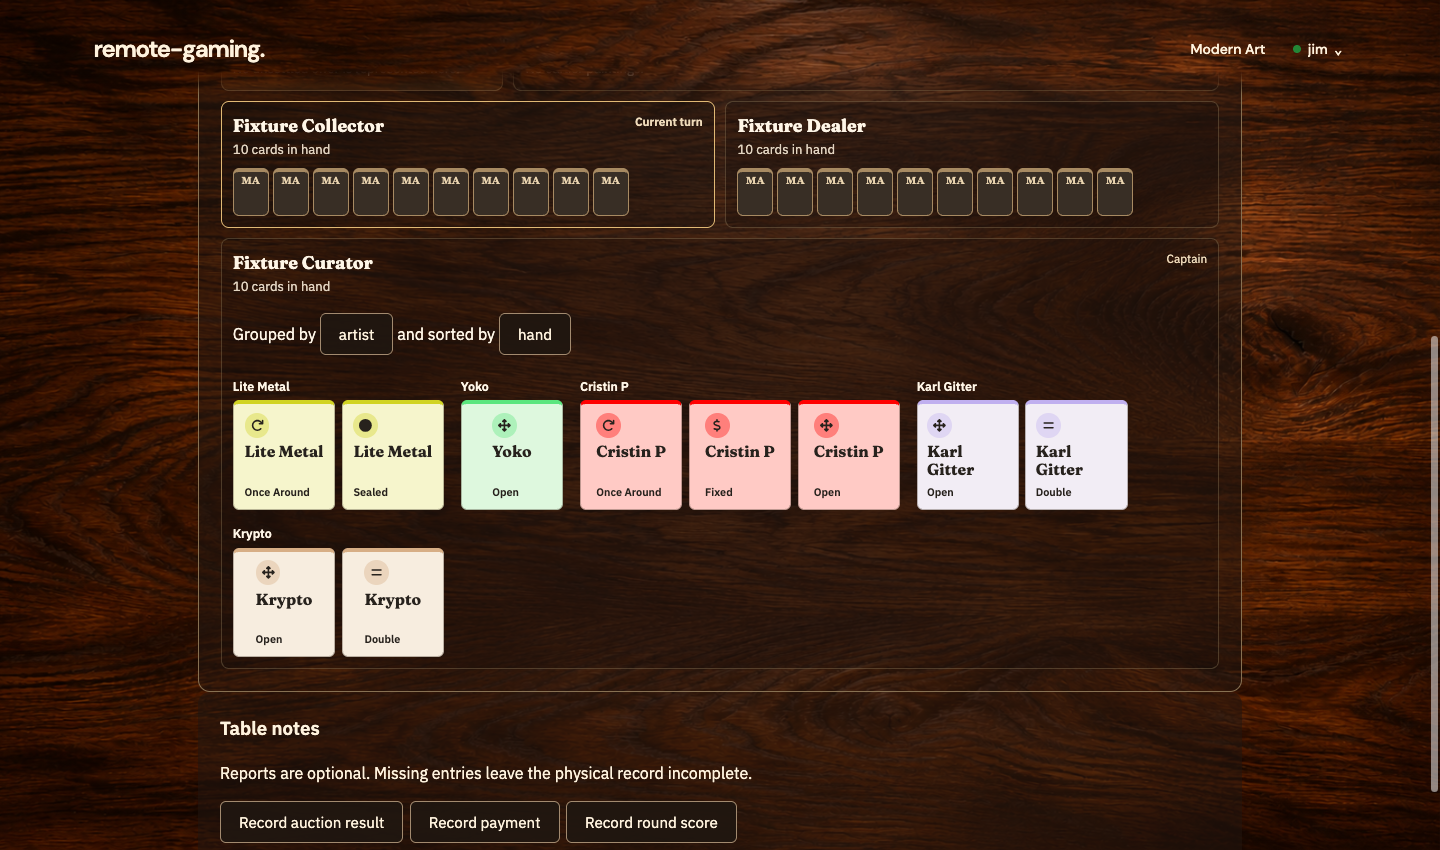 remote-gaming.
Modern Art
jim
Fixture Collector
Current turn
10 cards in hand
MA MA MA MA MA MA MA MA MA MA
Fixture Dealer
10 cards in hand
MA MA MA MA MA MA MA MA MA MA
Fixture Curator
Captain
10 cards in hand
Grouped by artist and sorted by hand
Lite Metal
Lite Metal
Once Around
Lite Metal
Sealed
Yoko
Yoko
Open
Cristin P
Cristin P
Once Around
$
Cristin P
Fixed
Cristin P
Open
Karl Gitter
Karl
Gitter
Open
Karl
Gitter
Double
Krypto
Krypto
Open
Krypto
Double
Table notes
Reports are optional. Missing entries leave the physical record incomplete.
Record auction result
Record payment
Record round score